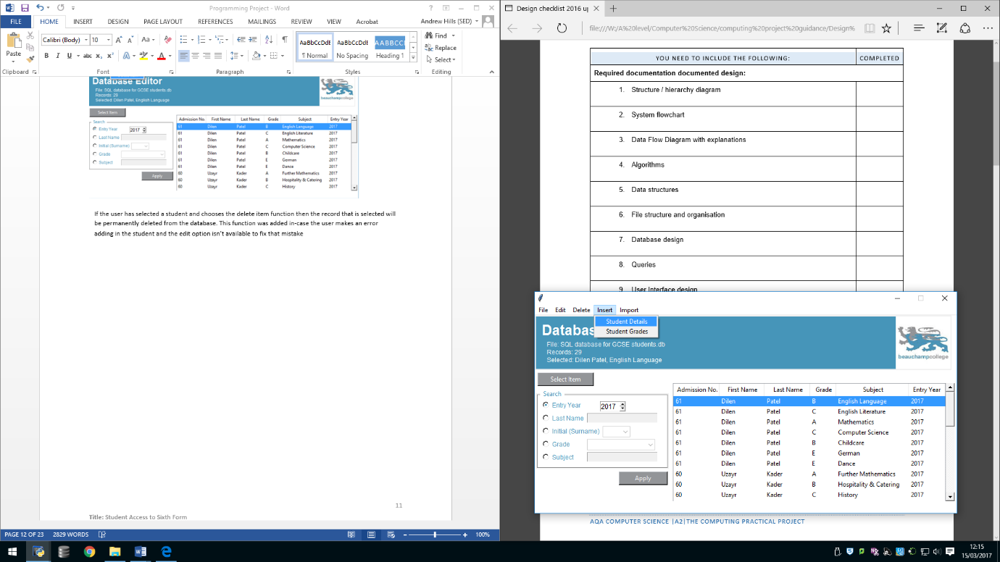 Programming Project - Word
FILE HOME INSERT DESIGN PAGE LAYOUT REFERENCES MAILINGS REVIEW VIEW Acrobat Andrew Hills (SED)
Paste
Calibri (Body) 10
Aa
B I U abc x₂ x² A ab A
AaBbCcDdE AaBbCcDdE AABBCCI
¶ Normal No Spacing Heading 1
Find
Replace
Select
Clipboard Font Paragraph Styles Editing
Database Editor
File: SQL database for GCSE students.db
Records: 29
Selected: Dilen Patel, English Language
beauchampcollege
Select Item
Search
Entry Year 2017
Last Name
Initial (Surname)
Grade
Subject
Apply
Admission No. First Name Last Name Grade Subject Entry Year
61 Dilen Patel B English Language 2017
61 Dilen Patel C English Literature 2017
61 Dilen Patel A Mathematics 2017
61 Dilen Patel C Computer Science 2017
61 Dilen Patel B Childcare 2017
61 Dilen Patel E German 2017
61 Dilen Patel E Dance 2017
60 Uzayr Kader A Further Mathematics 2017
60 Uzayr Kader B Hospitality & Catering 2017
60 Uzayr Kader C History 2017
If the user has selected a student and chooses the delete item function then the record that is selected will
be permanently deleted from the database. This function was added in-case the user makes an error
adding in the student and the edit option isn't available to fix that mistake
11
Title: Student Access to Sixth Form
PAGE 12 OF 23 2829 WORDS 100%
Design checklist 2016 up
file:///W:/A%20level/Computer%20Science/computing%20project%20guidance/Design%
YOU NEED TO INCLUDE THE FOLLOWING: COMPLETED
Required documentation documented design:
1. Structure / hierarchy diagram
2. System flowchart
3. Data Flow Diagram with explanations
4. Algorithms
5. Data structures
6. File structure and organisation
7. Database design
8. Queries
9. User Interface design
File Edit Delete Insert Import
Student Details
Student Grades
Databas
File: SQL database for GCSE students.db
Records: 29
Selected: Dilen Patel, English Language
beauchampcollege
Select Item
Search
Entry Year 2017
Last Name
Initial (Surname)
Grade
Subject
Apply
Admission No. First Name Last Name Grade Subject Entry Year
61 Dilen Patel B English Language 2017
61 Dilen Patel C English Literature 2017
61 Dilen Patel A Mathematics 2017
61 Dilen Patel C Computer Science 2017
61 Dilen Patel B Childcare 2017
61 Dilen Patel E German 2017
61 Dilen Patel E Dance 2017
60 Uzayr Kader A Further Mathematics 2017
60 Uzayr Kader B Hospitality & Catering 2017
60 Uzayr Kader C History 2017
AQA COMPUTER SCIENCE |A2|THE COMPUTING PRACTICAL PROJECT
12:15
15/03/2017